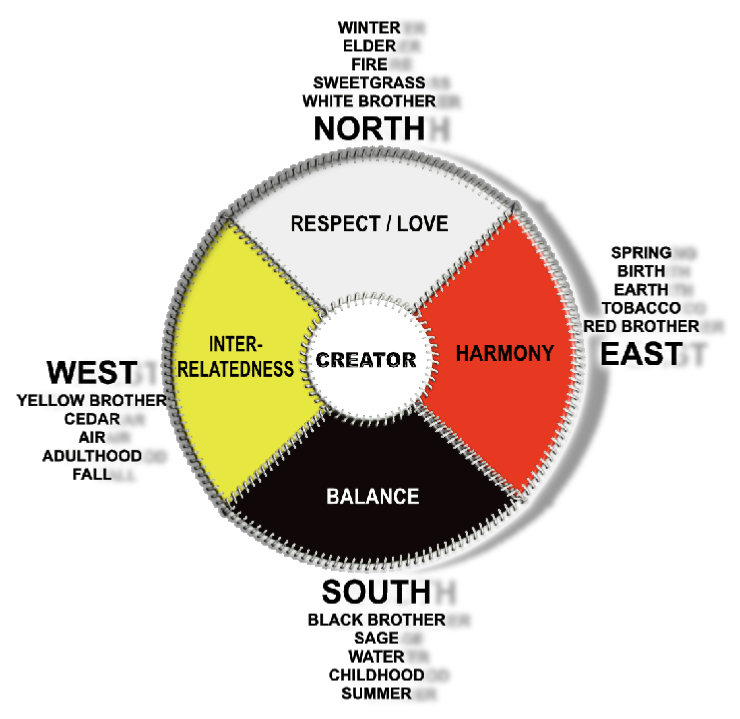 WINTER
ELDER
FIRE
SWEETGRASS
WHITE BROTHER
NORTH
RESPECT / LOVE
SPRING
BIRTH
EARTH
TOBACCO
RED BROTHER
EAST
HARMONY
CREATOR
INTER-
RELATEDNESS
WEST
YELLOW BROTHER
CEDAR
AIR
ADULTHOOD
FALL
BALANCE
SOUTH
BLACK BROTHER
SAGE
WATER
CHILDHOOD
SUMMER